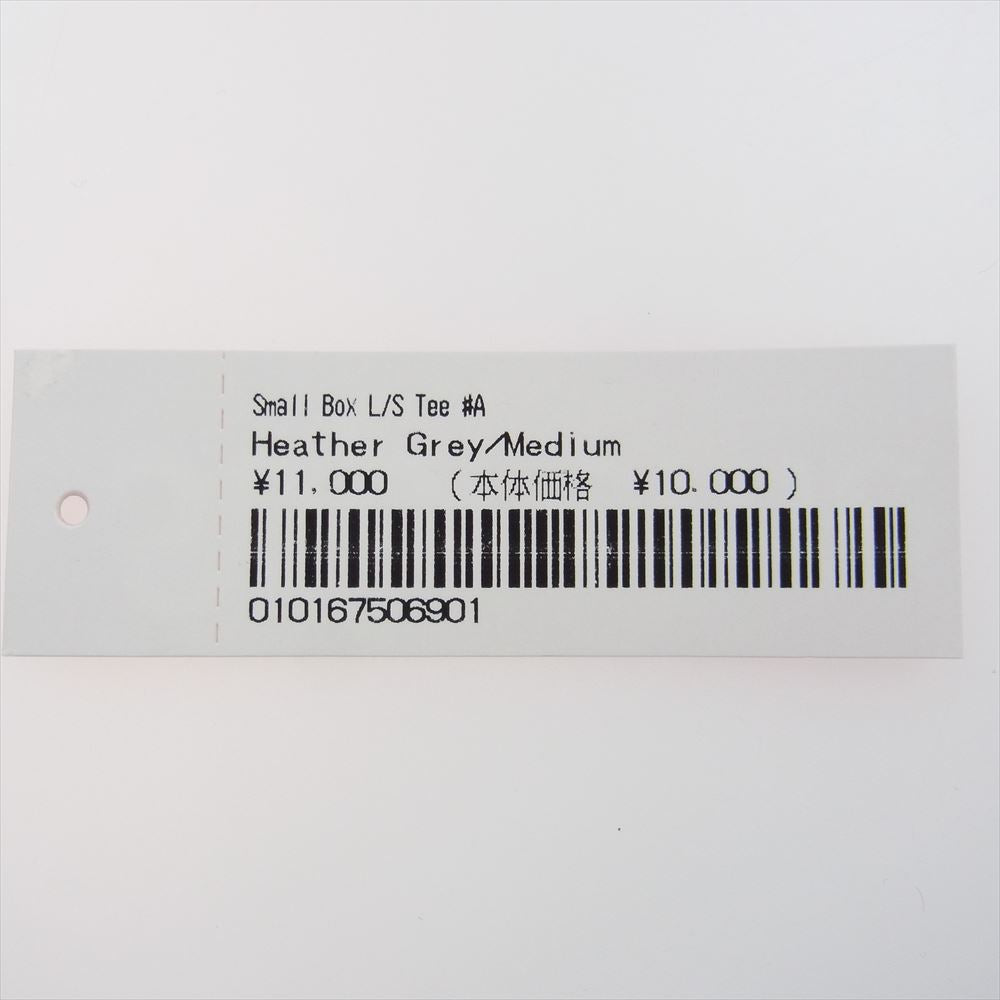 Small Box L/S Tee #A
Heather Grey/Medium
¥11,000 (本体価格 ¥10.000)
010167506901